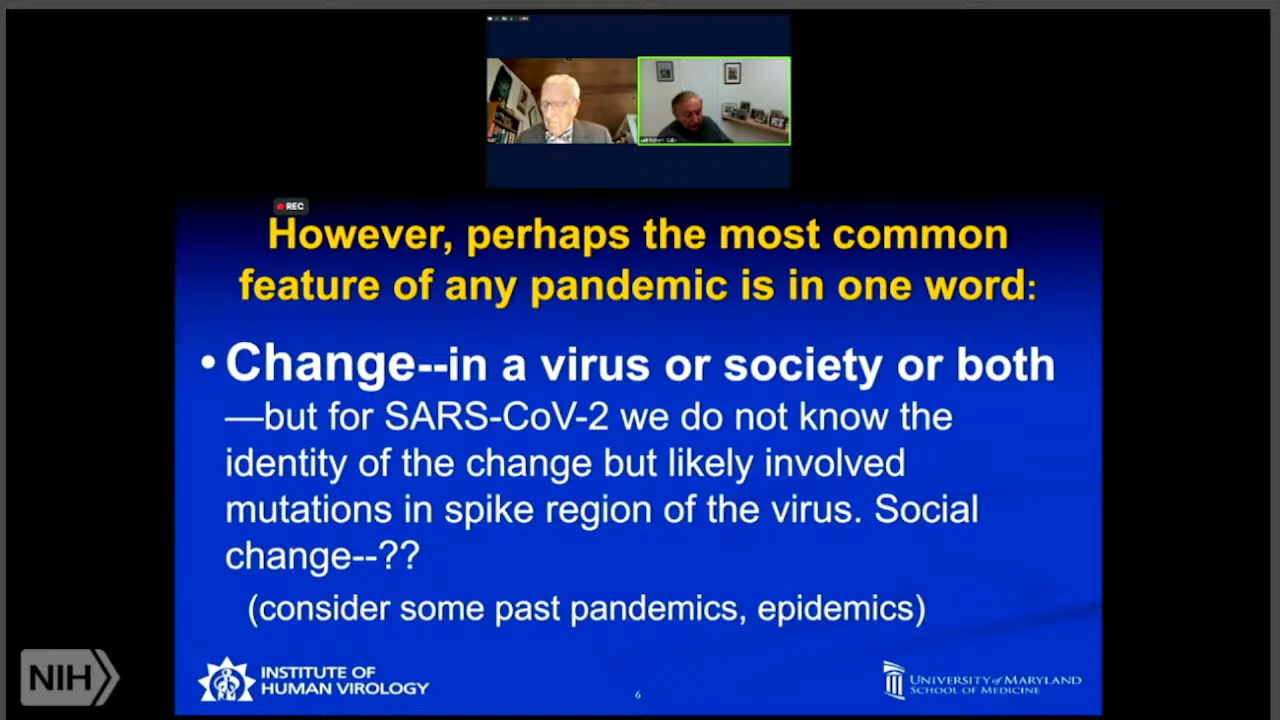 REC
However, perhaps the most common
feature of any pandemic is in one word:
• Change--in a virus or society or both
—but for SARS-CoV-2 we do not know the
identity of the change but likely involved
mutations in spike region of the virus. Social
change--??
(consider some past pandemics, epidemics)
NIH
INSTITUTE OF
HUMAN VIROLOGY
6
UNIVERSITY of MARYLAND
SCHOOL OF MEDICINE